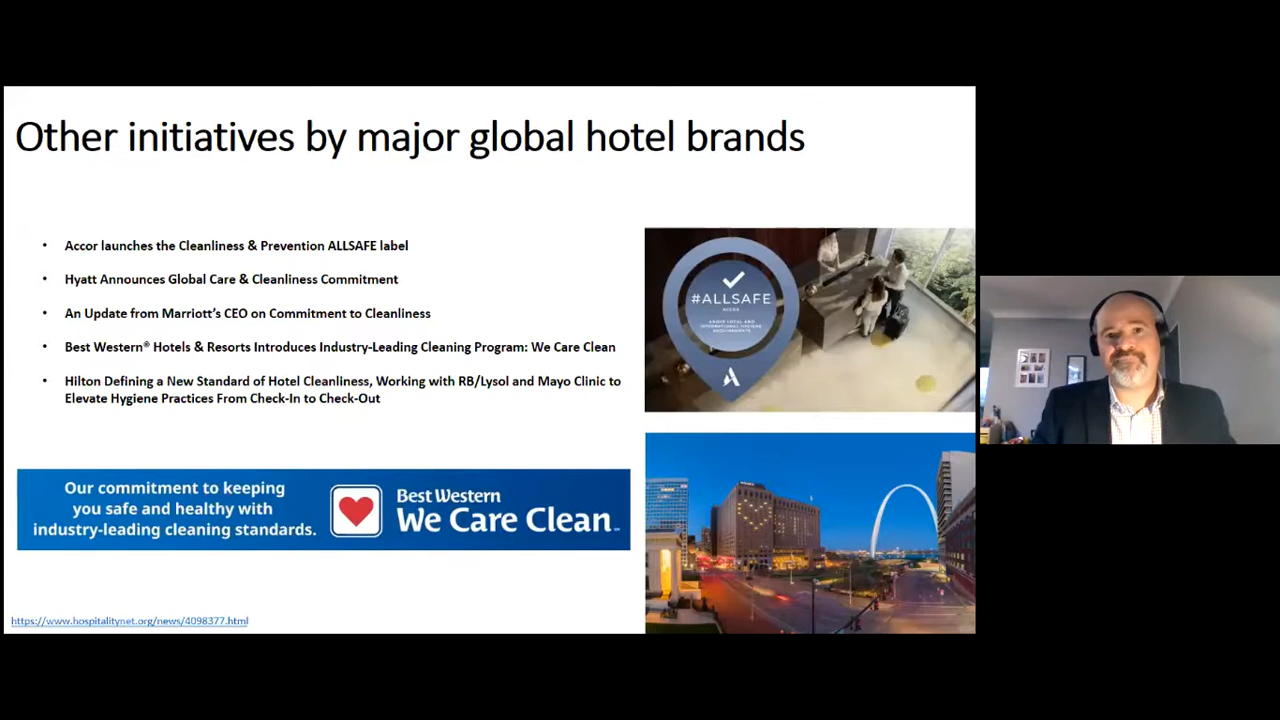 Other initiatives by major global hotel brands
• Accor launches the Cleanliness & Prevention ALLSAFE label
• Hyatt Announces Global Care & Cleanliness Commitment
• An Update from Marriott’s CEO on Commitment to Cleanliness
• Best Western® Hotels & Resorts Introduces Industry-Leading Cleaning Program: We Care Clean
• Hilton Defining a New Standard of Hotel Cleanliness, Working with RB/Lysol and Mayo Clinic to
Elevate Hygiene Practices From Check-In to Check-Out
#ALLSAFE
ACCOR
Our commitment to keeping
you safe and healthy with
industry-leading cleaning standards.
Best Western
We Care Clean
https://www.hospitalitynet.org/news/4098377.html